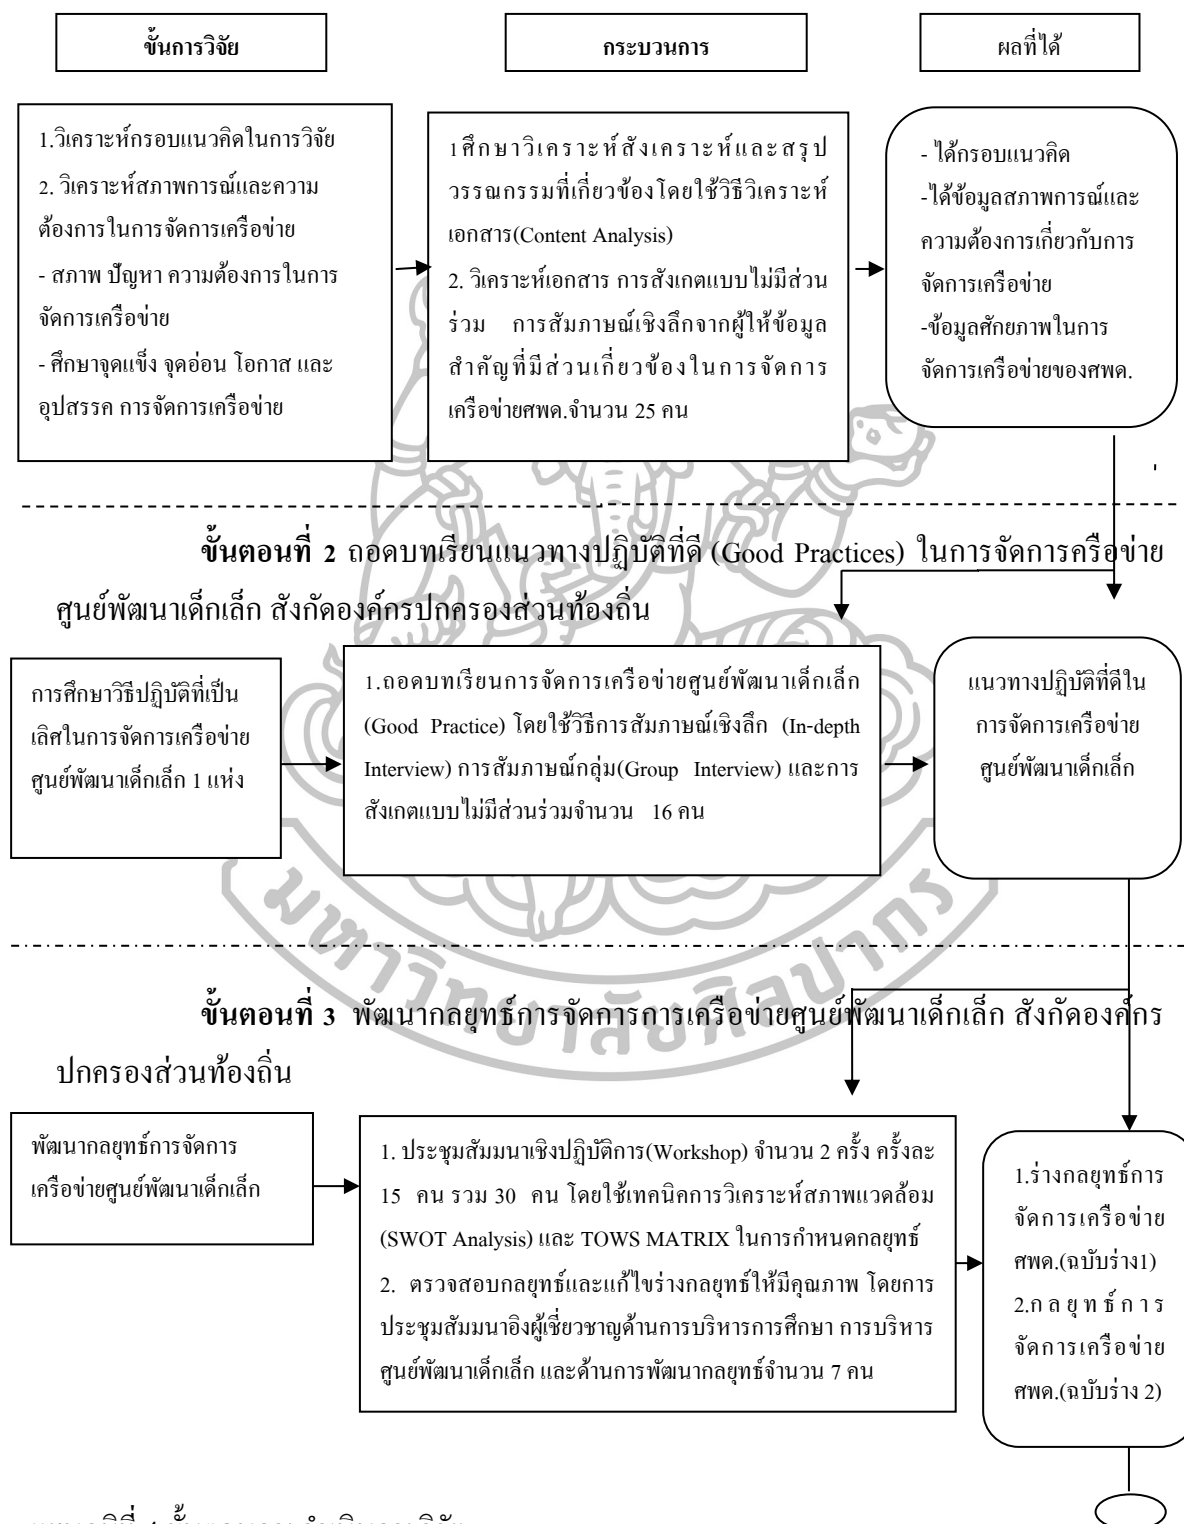 ขั้นการวิจัย
กระบวนการ
ผลที่ได้
1.วิเคราะห์กรอบแนวคิดในการวิจัย
2. วิเคราะห์สภาพการณ์และความ
ต้องการในการจัดการเครือข่าย
- สภาพ ปัญหา ความต้องการในการ
จัดการเครือข่าย
- ศึกษาจุดแข็ง จุดอ่อน โอกาส และ
อุปสรรค การจัดการเครือข่าย
1 ศึกษาวิเคราะห์สังเคราะห์และสรุป
วรรณกรรมที่เกี่ยวข้องโดยใช้วิธีวิเคราะห์
เอกสาร(Content Analysis)
2. วิเคราะห์เอกสาร การสังเกตแบบไม่มีส่วน
ร่วม การสัมภาษณ์เชิงลึกจากผู้ให้ข้อมูล
สำคัญที่มีส่วนเกี่ยวข้องในการจัดการ
เครือข่ายศพด.จำนวน 25 คน
- ได้กรอบแนวคิด
-ได้ข้อมูลสภาพการณ์และ
ความต้องการเกี่ยวกับการ
จัดการเครือข่าย
-ข้อมูลศักยภาพในการ
จัดการเครือข่ายของศพด.
ขั้นตอนที่ 2 ถอดบทเรียนแนวทางปฏิบัติที่ดี (Good Practices) ในการจัดการครือข่าย
ศูนย์พัฒนาเด็กเล็ก สังกัดองค์กรปกครองส่วนท้องถิ่น
การศึกษาวิธีปฏิบัติที่เป็น
เลิศในการจัดการเครือข่าย
ศูนย์พัฒนาเด็กเล็ก 1 แห่ง
1.ถอดบทเรียนการจัดการเครือข่ายศูนย์พัฒนาเด็กเล็ก
(Good Practice) โดยใช้วิธีการสัมภาษณ์เชิงลึก (In-depth
Interview) การสัมภาษณ์กลุ่ม(Group Interview) และการ
สังเกตแบบไม่มีส่วนร่วมจำนวน 16 คน
แนวทางปฏิบัติที่ดีใน
การจัดการเครือข่าย
ศูนย์พัฒนาเด็กเล็ก
มหาวิทยาลัยศิลปากร
ขั้นตอนที่ 3 พัฒนากลยุทธ์การจัดการการเครือข่ายศูนย์พัฒนาเด็กเล็ก สังกัดองค์กร
ปกครองส่วนท้องถิ่น
พัฒนากลยุทธ์การจัดการ
เครือข่ายศูนย์พัฒนาเด็กเล็ก
1. ประชุมสัมมนาเชิงปฏิบัติการ(Workshop) จำนวน 2 ครั้ง ครั้งละ
15 คน รวม 30 คน โดยใช้เทคนิคการวิเคราะห์สภาพแวดล้อม
(SWOT Analysis) และ TOWS MATRIX ในการกำหนดกลยุทธ์
2. ตรวจสอบกลยุทธ์และแก้ไขร่างกลยุทธ์ให้มีคุณภาพ โดยการ
ประชุมสัมมนาอิงผู้เชี่ยวชาญด้านการบริหารการศึกษา การบริหาร
ศูนย์พัฒนาเด็กเล็ก และด้านการพัฒนากลยุทธ์จำนวน 7 คน
1.ร่างกลยุทธ์การ
จัดการเครือข่าย
ศพด.(ฉบับร่าง1)
2.กลยุทธ์การ
จัดการเครือข่าย
ศพด.(ฉบับร่าง 2)